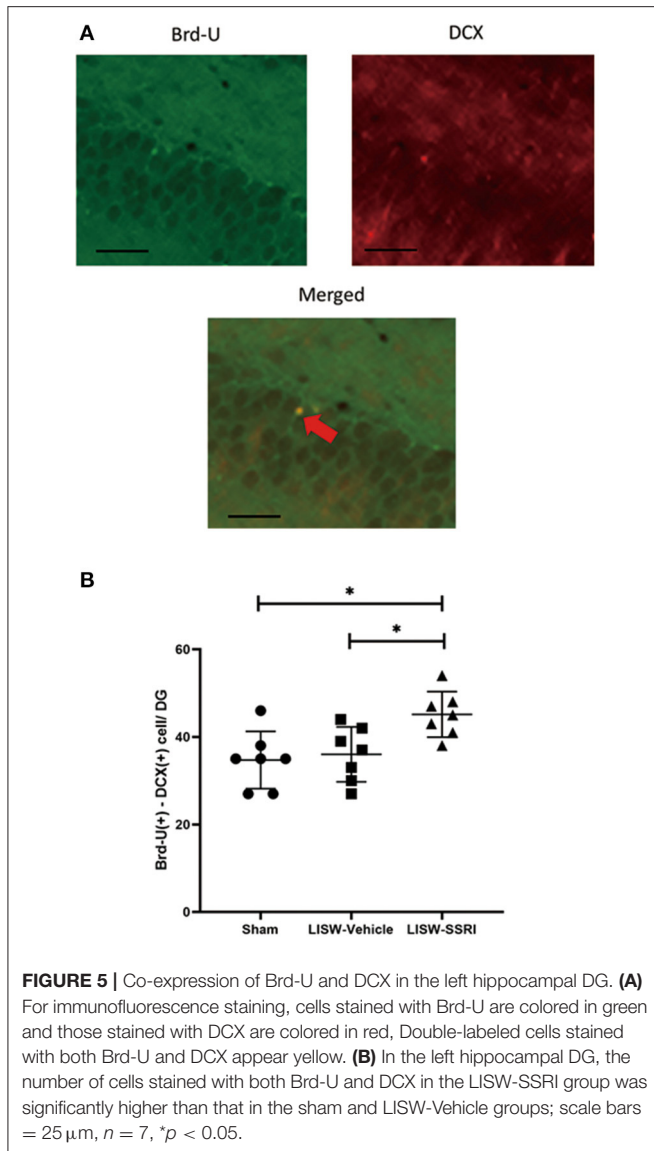 A
Brd-U
DCX
Merged
B
*
*
60
40
20
0
Brd-U(+) - DCX(+) cell/ DG
Sham
LISW-Vehicle
LISW-SSRI
FIGURE 5 | Co-expression of Brd-U and DCX in the left hippocampal DG. (A)
For immunofluorescence staining, cells stained with Brd-U are colored in green
and those stained with DCX are colored in red, Double-labeled cells stained
with both Brd-U and DCX appear yellow. (B) In the left hippocampal DG, the
number of cells stained with both Brd-U and DCX in the LISW-SSRI group was
significantly higher than that in the sham and LISW-Vehicle groups; scale bars
= 25 μm, n = 7, *p < 0.05.